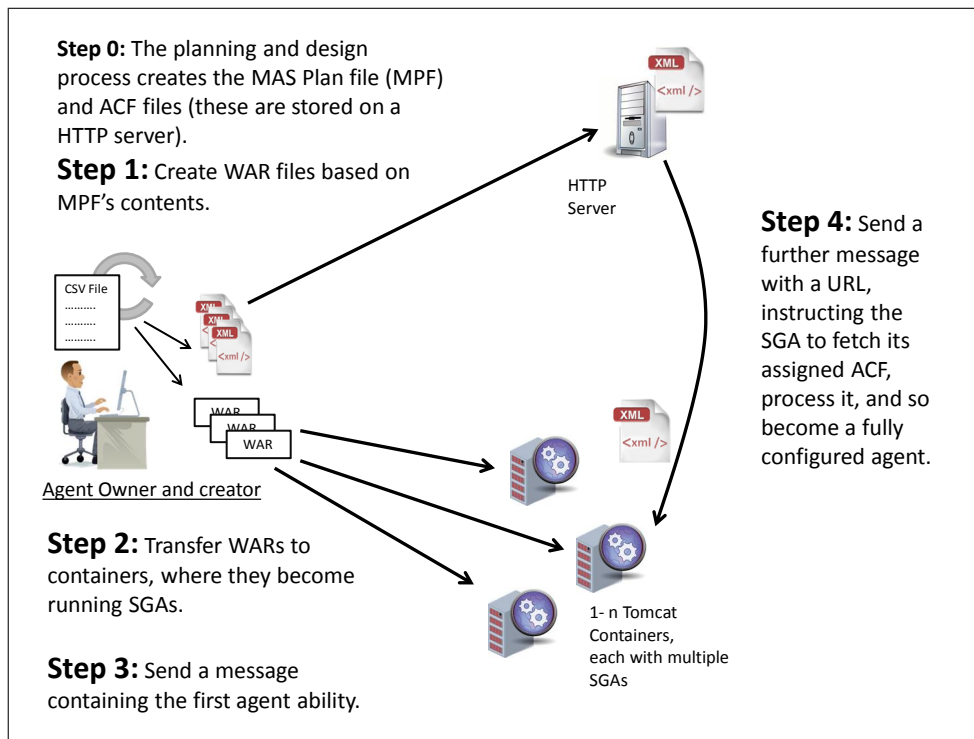 Step 0: The planning and design
process creates the MAS Plan file (MPF)
and ACF files (these are stored on a
HTTP server).
Step 1: Create WAR files based on
MPF's contents.
XML
<xml />
HTTP
Server
Step 4: Send a
further message
with a URL,
instructing the
SGA to fetch its
assigned ACF,
process it, and so
become a fully
configured agent.
CSV File
..........
..........
..........
XML
XML
XML
<xml />
WAR
WAR
WAR
XML
<xml />
Agent Owner and creator
Step 2: Transfer WARs to
containers, where they become
running SGAs.
1- n Tomcat
Containers,
each with multiple
SGAs
Step 3: Send a message
containing the first agent ability.